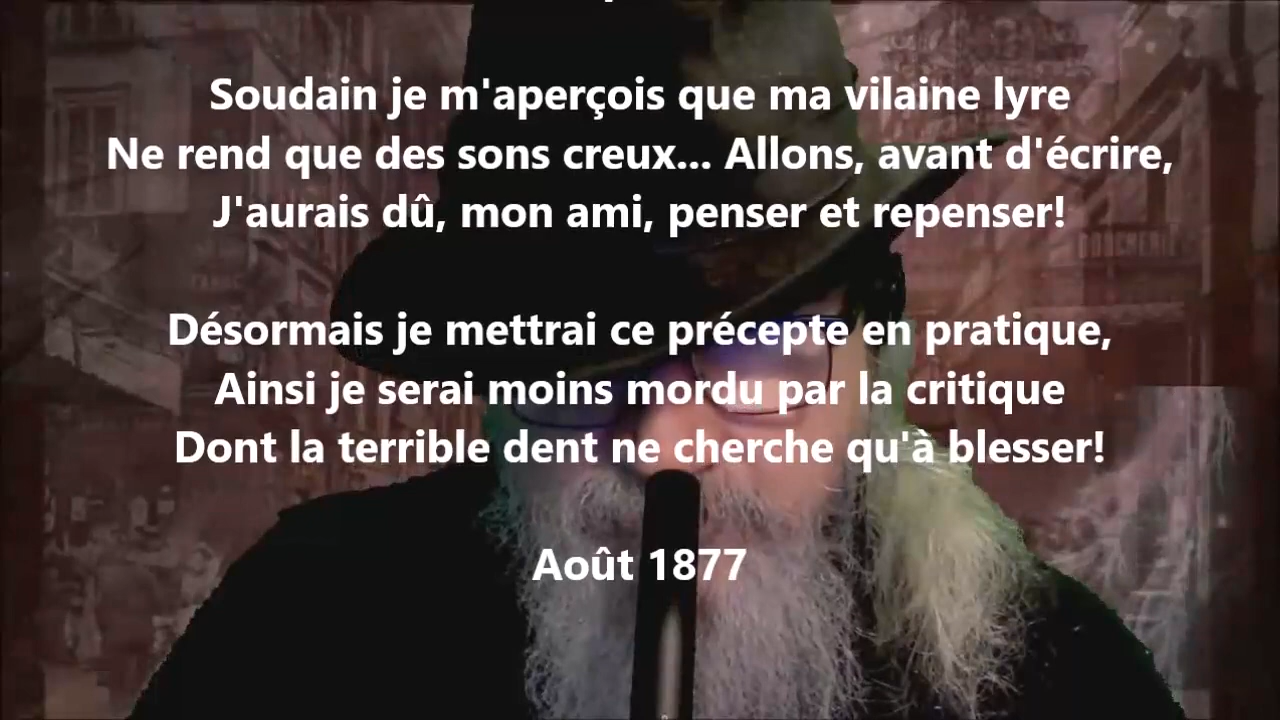 Soudain je m'aperçois que ma vilaine lyre
Ne rend que des sons creux... Allons, avant d'écrire,
J'aurais dû, mon ami, penser et repenser!
Désormais je mettrai ce précepte en pratique,
Ainsi je serai moins mordu par la critique
Dont la terrible dent ne cherche qu'à blesser!
Août 1877
BOUCHERIE